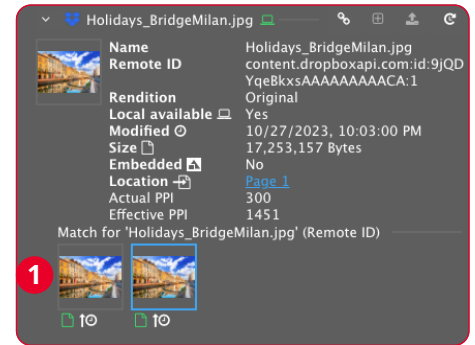 Holidays_BridgeMilan.jpg
Name Holidays_BridgeMilan.jpg
Remote ID content.dropboxapi.com:id:9jQD
YqeBkxsAAAAAAAAACA:1
Rendition Original
Local available Yes
Modified 10/27/2023, 10:03:00 PM
Size 17,253,157 Bytes
Embedded No
Location Page 1
Actual PPI 300
Effective PPI 1451
Match for 'Holidays_BridgeMilan.jpg' (Remote ID)
1